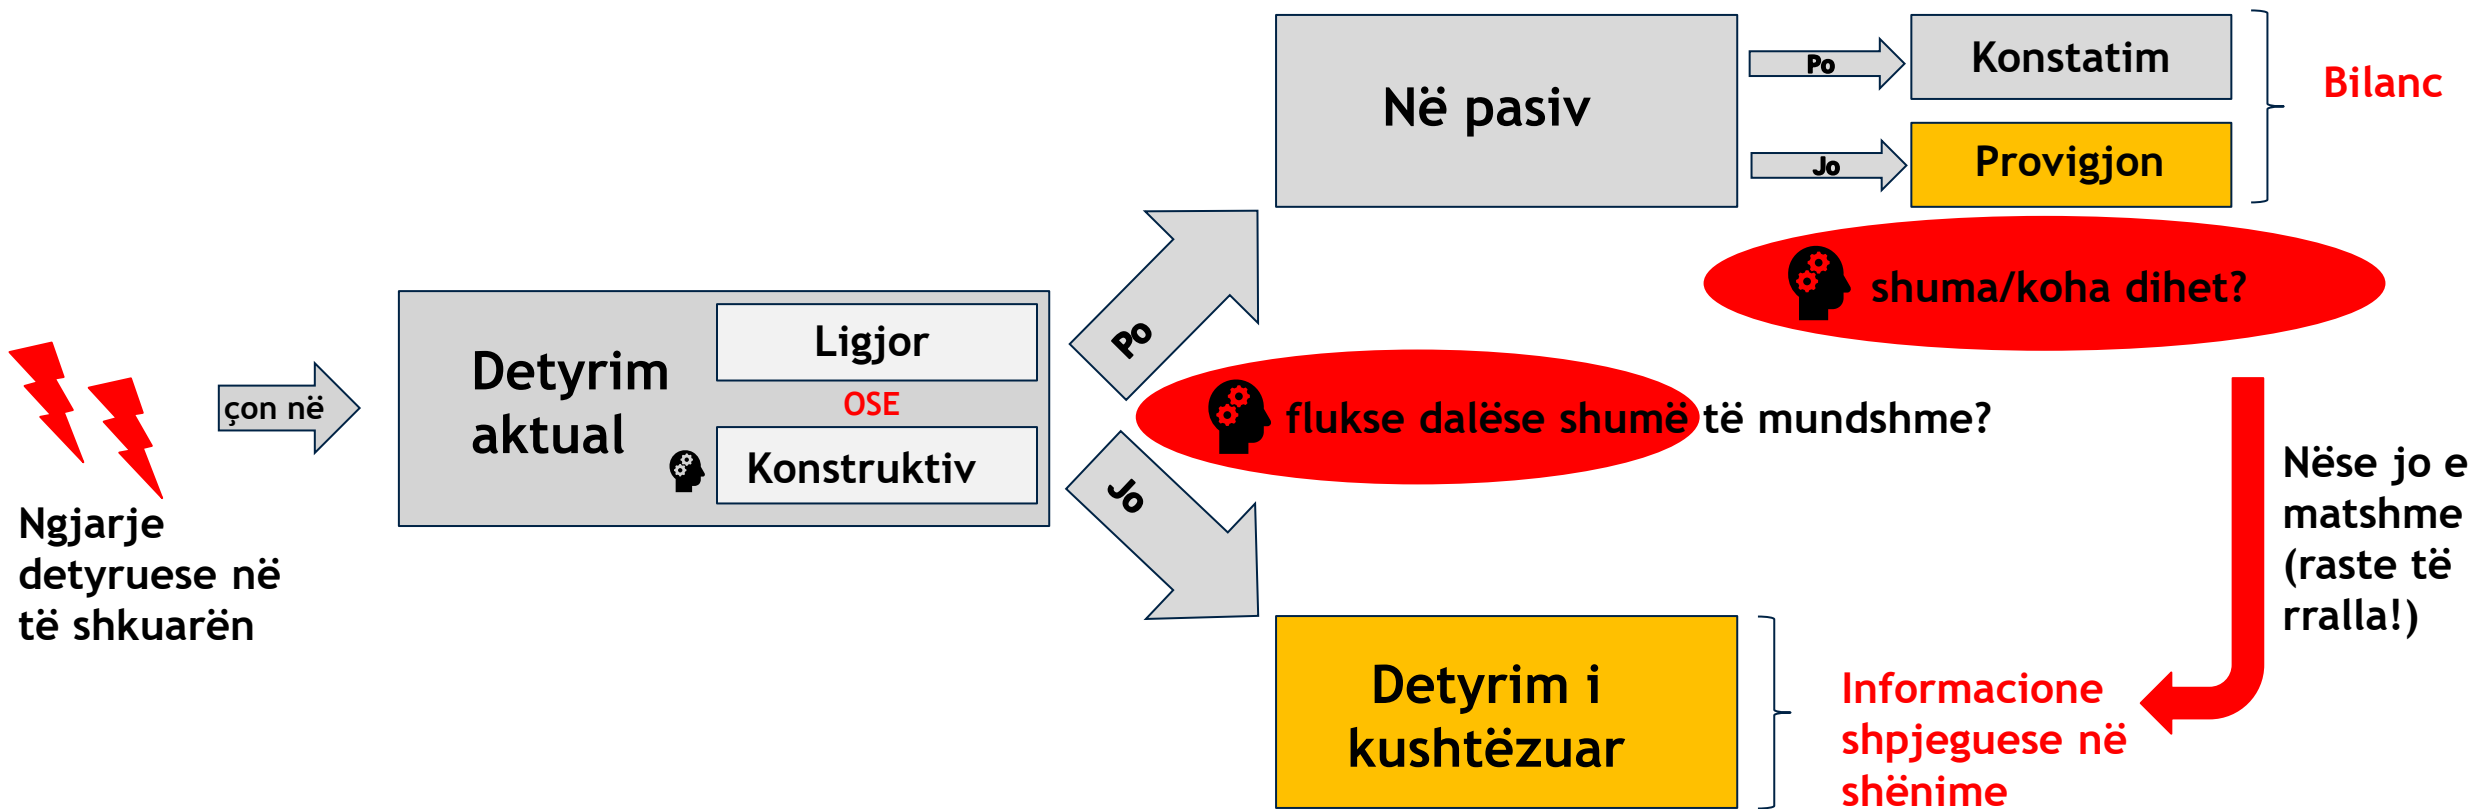 Ngjarje
detyruese në
të shkuarën
çon në
Detyrim
aktual
Ligjor
OSE
Konstruktiv
Po
Jo
flukse dalëse shumë të mundshme?
Në pasiv
Po
Konstatim
Jo
Provigjon
Bilanc
shuma/koha dihet?
Nëse jo e
matshme
(raste të
rralla!)
Detyrim i
kushtëzuar
Informacione
shpjeguese në
shënime